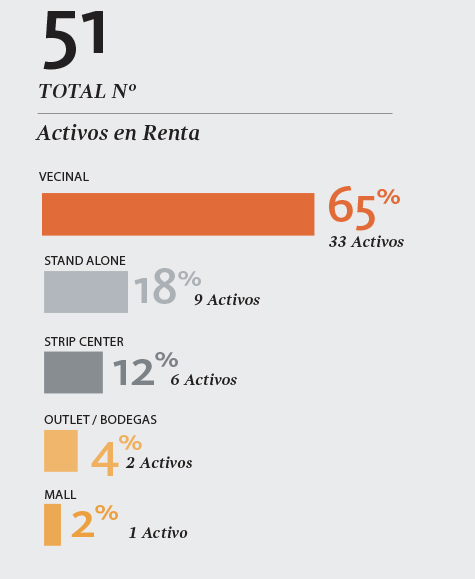 51
TOTAL Nº
Activos en Renta
VECINAL
65%
33 Activos
STAND ALONE
18%
9 Activos
STRIP CENTER
12%
6 Activos
OUTLET / BODEGAS
4%
2 Activos
MALL
2%
1 Activo